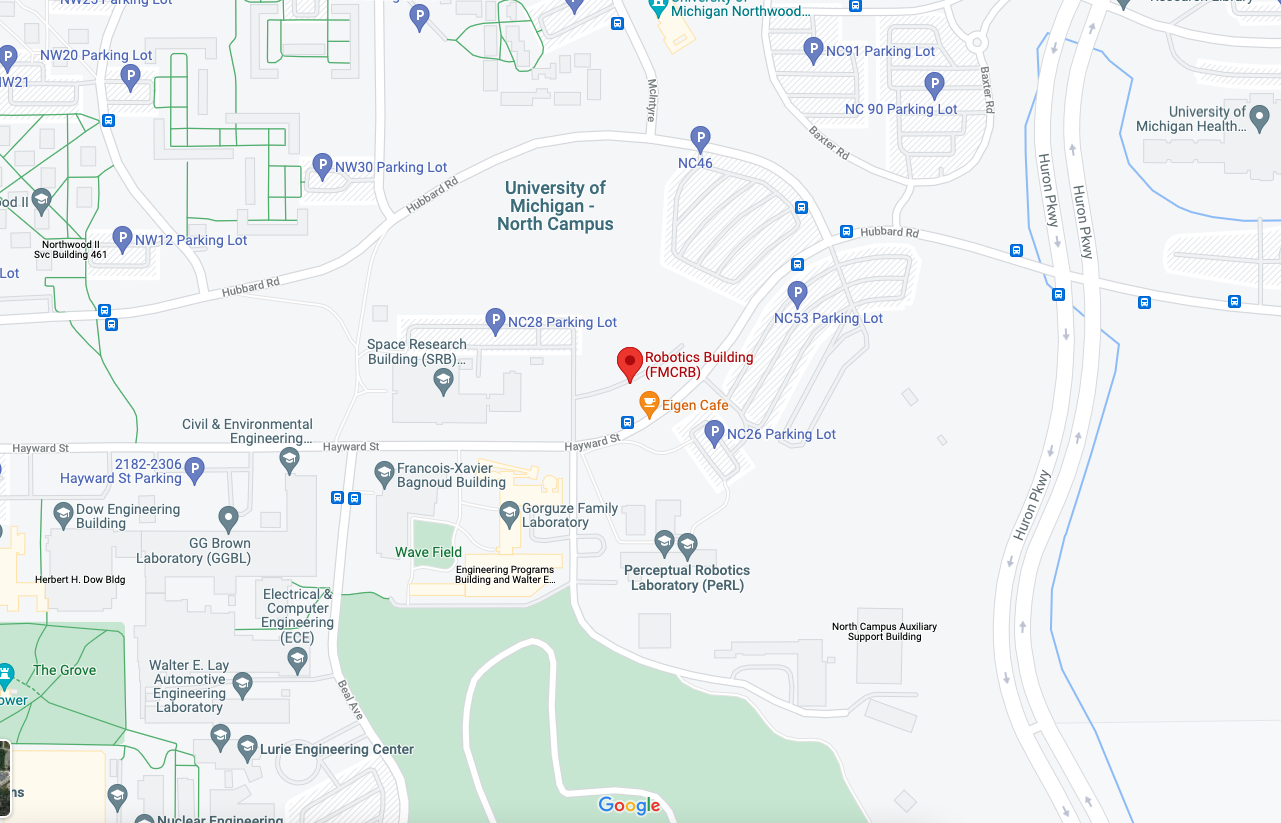 NW251 Parking Lot
University of
Michigan Northwood...
Research Library
NW20 Parking Lot
NW21
NC91 Parking Lot
NC 90 Parking Lot
McIntyre
Baxter Rd
Baxter Rd
University of
Michigan Health...
NW30 Parking Lot
NC46
Hubbard Rd
University of
Michigan -
North Campus
Huron Pkwy
Huron Pkwy
NW12 Parking Lot
Northwood II
Svc Building 461
Hubbard Rd
Lot
Hubbard Rd
NC28 Parking Lot
NC53 Parking Lot
Space Research
Building (SRB)...
Robotics Building
(FMCRB)
Eigen Cafe
Civil & Environmental
Engineering...
NC26 Parking Lot
Hayward St
Hayward St
Hayward St
2182-2306
Hayward St Parking
Francois-Xavier
Bagnoud Building
Huron Pkwy
Dow Engineering
Building
Gorguze Family
Laboratory
GG Brown
Laboratory (GGBL)
Wave Field
Herbert H. Dow Bldg
Engineering Programs
Building and Walter E...
Perceptual Robotics
Laboratory (PeRL)
Electrical &
Computer
Engineering
(ECE)
North Campus Auxiliary
Support Building
The Grove
Walter E. Lay
Automotive
Engineering
Laboratory
Beal Ave
Lurie Engineering Center
Google
Nuclear Engineering